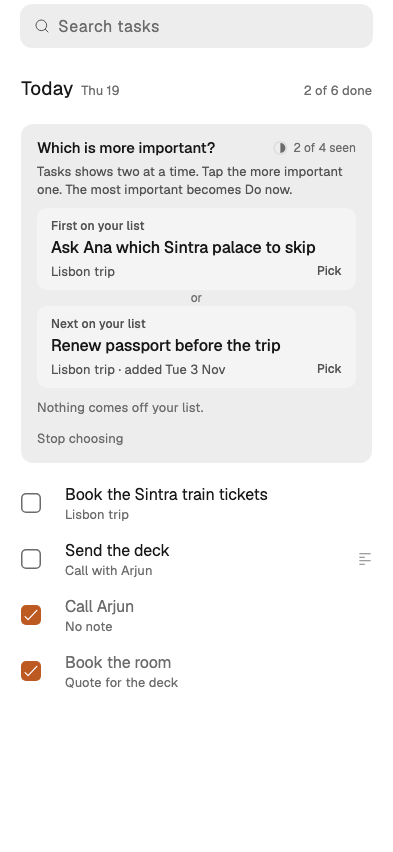 Search tasks
Today Thu 19
2 of 6 done
Which is more important?
2 of 4 seen
Tasks shows two at a time. Tap the more important
one. The most important becomes Do now.
First on your list
Ask Ana which Sintra palace to skip
Lisbon trip
Pick
or
Next on your list
Renew passport before the trip
Lisbon trip · added Tue 3 Nov
Pick
Nothing comes off your list.
Stop choosing
Book the Sintra train tickets
Lisbon trip
Send the deck
Call with Arjun
Call Arjun
No note
Book the room
Quote for the deck